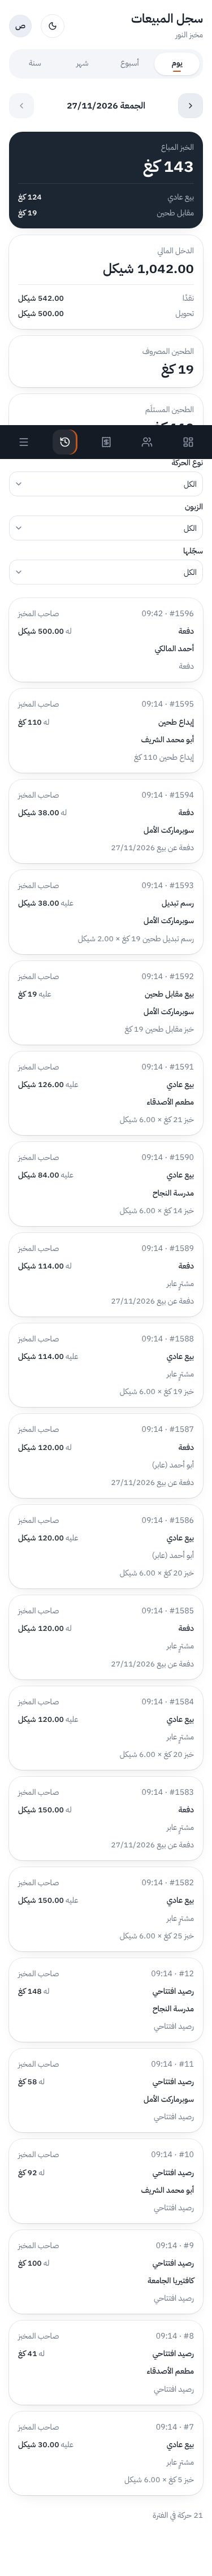 سجل المبيعات
مخبز النور
ص
يوم
أسبوع
شهر
سنة
الجمعة 27/11/2026
الخبز المباع
143 كغ
بيع عادي 124 كغ
مقابل طحين 19 كغ
الدخل المالي
1,042.00 شيكل
نقدًا 542.00 شيكل
تحويل 500.00 شيكل
الطحين المصروف
19 كغ
الطحين المستلَم
نوع الحركة
الكل
الزبون
الكل
سجّلها
الكل
#1596 · 09:42 صاحب المخبز
دفعة له 500.00 شيكل
أحمد المالكي
دفعة
#1595 · 09:14 صاحب المخبز
إيداع طحين له 110 كغ
أبو محمد الشريف
إيداع طحين 110 كغ
#1594 · 09:14 صاحب المخبز
دفعة له 38.00 شيكل
سوبرماركت الأمل
دفعة عن بيع 27/11/2026
#1593 · 09:14 صاحب المخبز
رسم تبديل عليه 38.00 شيكل
سوبرماركت الأمل
رسم تبديل طحين 19 كغ × 2.00 شيكل
#1592 · 09:14 صاحب المخبز
بيع مقابل طحين عليه 19 كغ
سوبرماركت الأمل
خبز مقابل طحين 19 كغ
#1591 · 09:14 صاحب المخبز
بيع عادي عليه 126.00 شيكل
مطعم الأصدقاء
خبز 21 كغ × 6.00 شيكل
#1590 · 09:14 صاحب المخبز
بيع عادي عليه 84.00 شيكل
مدرسة النجاح
خبز 14 كغ × 6.00 شيكل
#1589 · 09:14 صاحب المخبز
دفعة له 114.00 شيكل
مشترٍ عابر
دفعة عن بيع 27/11/2026
#1588 · 09:14 صاحب المخبز
بيع عادي عليه 114.00 شيكل
مشترٍ عابر
خبز 19 كغ × 6.00 شيكل
#1587 · 09:14 صاحب المخبز
دفعة له 120.00 شيكل
أبو أحمد (عابر)
دفعة عن بيع 27/11/2026
#1586 · 09:14 صاحب المخبز
بيع عادي عليه 120.00 شيكل
أبو أحمد (عابر)
خبز 20 كغ × 6.00 شيكل
#1585 · 09:14 صاحب المخبز
دفعة له 120.00 شيكل
مشترٍ عابر
دفعة عن بيع 27/11/2026
#1584 · 09:14 صاحب المخبز
بيع عادي عليه 120.00 شيكل
مشترٍ عابر
خبز 20 كغ × 6.00 شيكل
#1583 · 09:14 صاحب المخبز
دفعة له 150.00 شيكل
مشترٍ عابر
دفعة عن بيع 27/11/2026
#1582 · 09:14 صاحب المخبز
بيع عادي عليه 150.00 شيكل
مشترٍ عابر
خبز 25 كغ × 6.00 شيكل
#12 · 09:14 صاحب المخبز
رصيد افتتاحي له 148 كغ
مدرسة النجاح
رصيد افتتاحي
#11 · 09:14 صاحب المخبز
رصيد افتتاحي له 58 كغ
سوبرماركت الأمل
رصيد افتتاحي
#10 · 09:14 صاحب المخبز
رصيد افتتاحي له 92 كغ
أبو محمد الشريف
رصيد افتتاحي
#9 · 09:14 صاحب المخبز
رصيد افتتاحي له 100 كغ
كافتيريا الجامعة
رصيد افتتاحي
#8 · 09:14 صاحب المخبز
رصيد افتتاحي له 41 كغ
مطعم الأصدقاء
رصيد افتتاحي
#7 · 09:14 صاحب المخبز
بيع عادي عليه 30.00 شيكل
مشترٍ عابر
خبز 5 كغ × 6.00 شيكل
21 حركة في الفترة